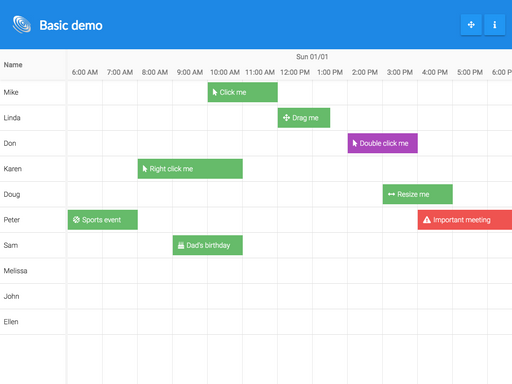 Basic demo
Name
Sun 01/01
6:00 AM 7:00 AM 8:00 AM 9:00 AM 10:00 AM 11:00 AM 12:00 PM 1:00 PM 2:00 PM 3:00 PM 4:00 PM 5:00 PM 6:00 P
Mike Click me
Linda Drag me
Don Double click me
Karen Right click me
Doug Resize me
Peter Sports event Important meeting
Sam Dad's birthday
Melissa
John
Ellen